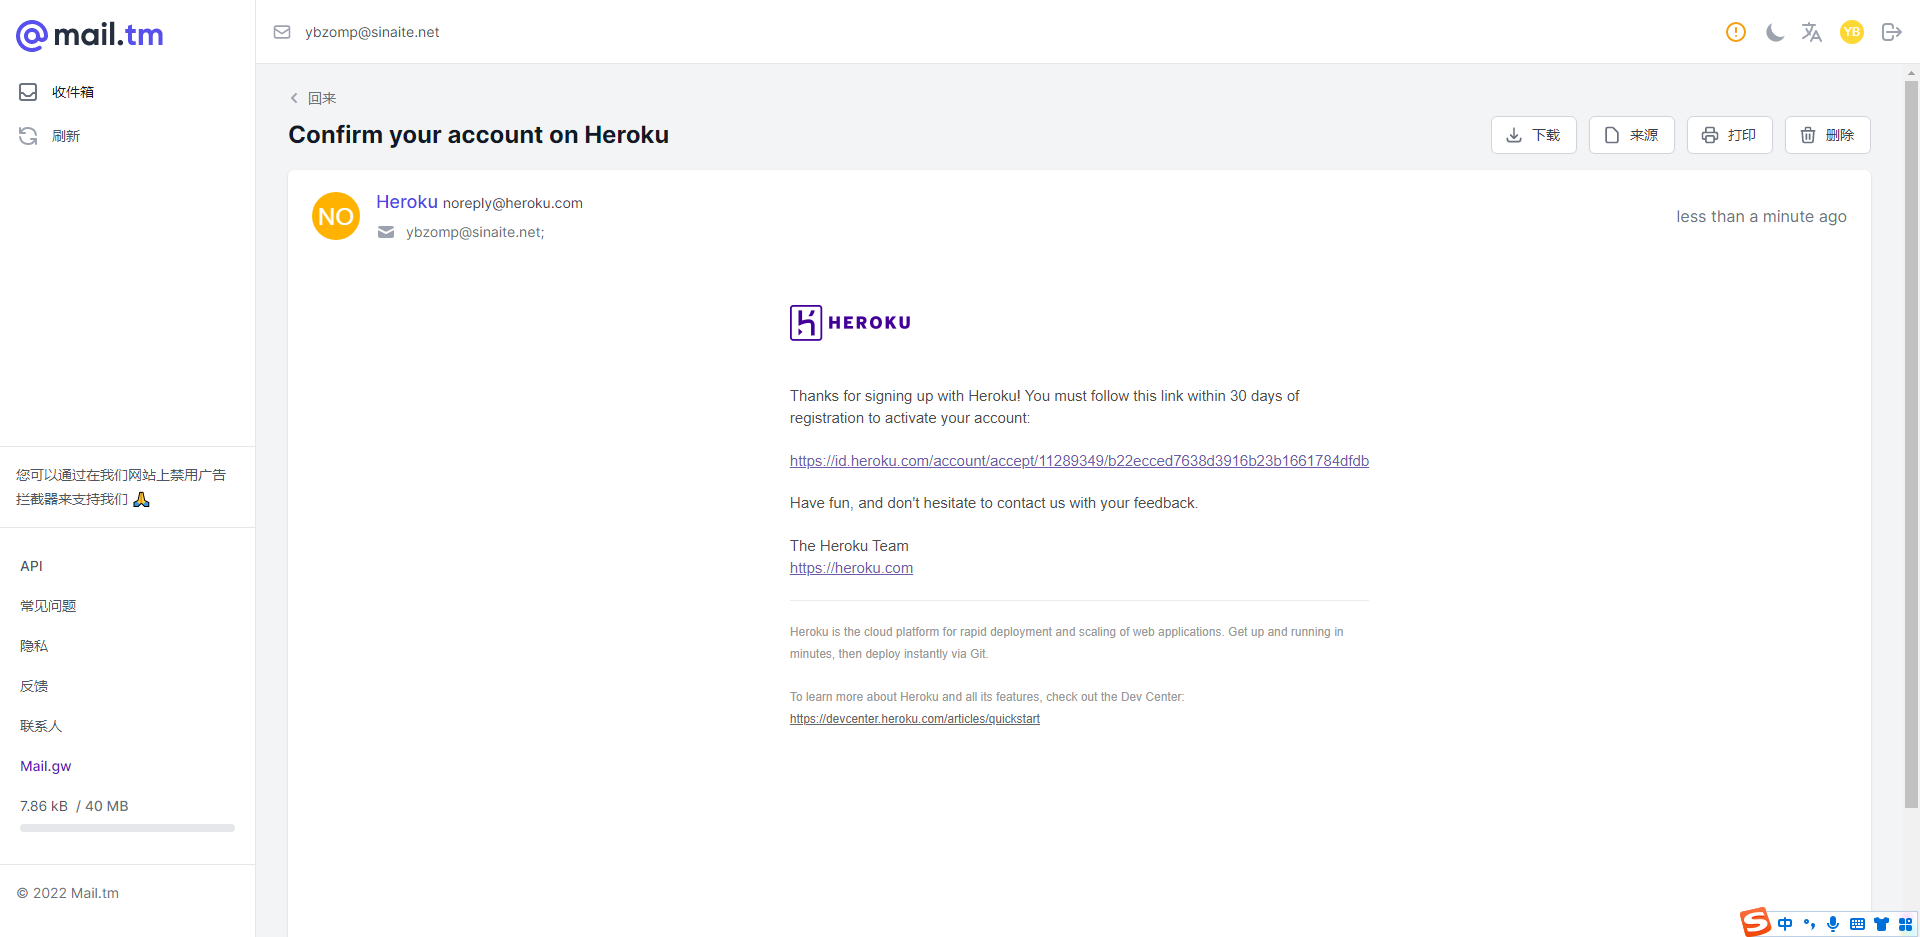 mail.tm
收件箱
刷新
您可以通过在我们网站上禁用广告
拦截器来支持我们 🙏
API
常见问题
隐私
反馈
联系人
Mail.gw
7.86 kB / 40 MB
© 2022 Mail.tm
ybzomp@sinaite.net
YB
回来
Confirm your account on Heroku
下载
来源
打印
删除
NO
Heroku noreply@heroku.com
ybzomp@sinaite.net;
less than a minute ago
HEROKU
Thanks for signing up with Heroku! You must follow this link within 30 days of
registration to activate your account:
https://id.heroku.com/account/accept/11289349/b22ecced7638d3916b23b1661784dfdb
Have fun, and don't hesitate to contact us with your feedback.
The Heroku Team
https://heroku.com
Heroku is the cloud platform for rapid deployment and scaling of web applications. Get up and running in
minutes, then deploy instantly via Git.
To learn more about Heroku and all its features, check out the Dev Center:
https://devcenter.heroku.com/articles/quickstart
中